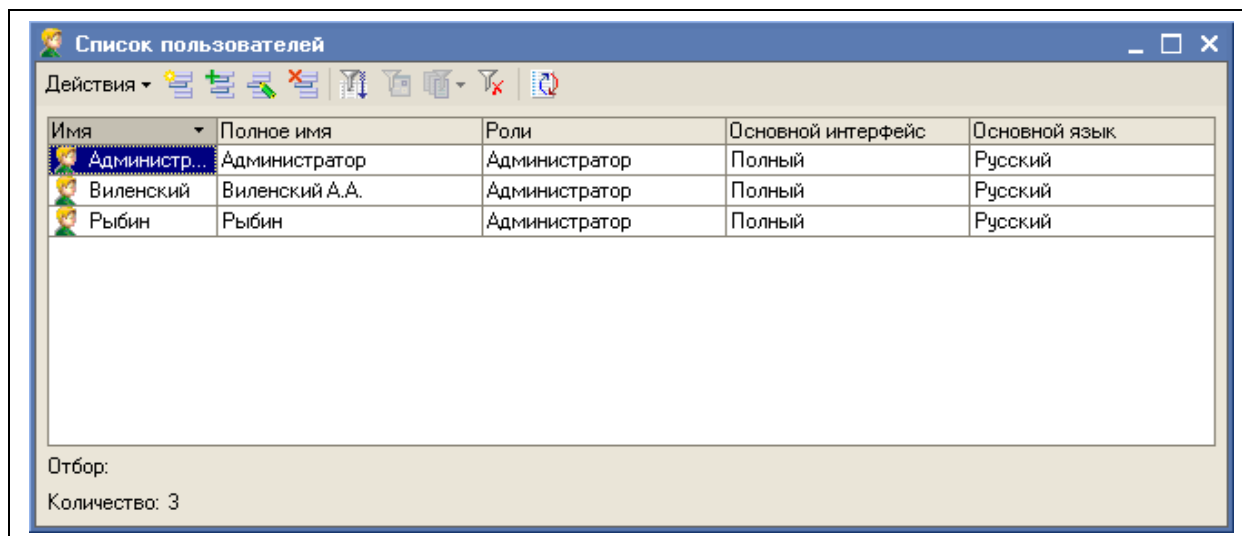 Список пользователей
Действия
Имя Полное имя Роли Основной интерфейс Основной язык
Администр... Администратор Администратор Полный Русский
Виленский Виленский А.А. Администратор Полный Русский
Рыбин Рыбин Администратор Полный Русский
Отбор:
Количество: 3